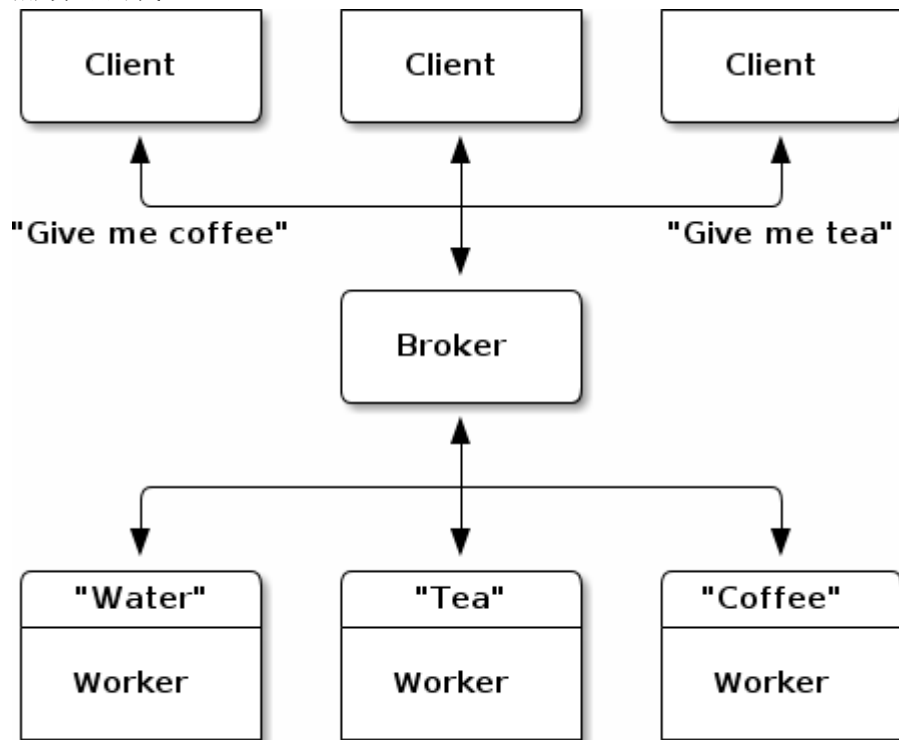 Client Client Client
"Give me coffee" "Give me tea"
Broker
"Water" "Tea" "Coffee"
Worker Worker Worker